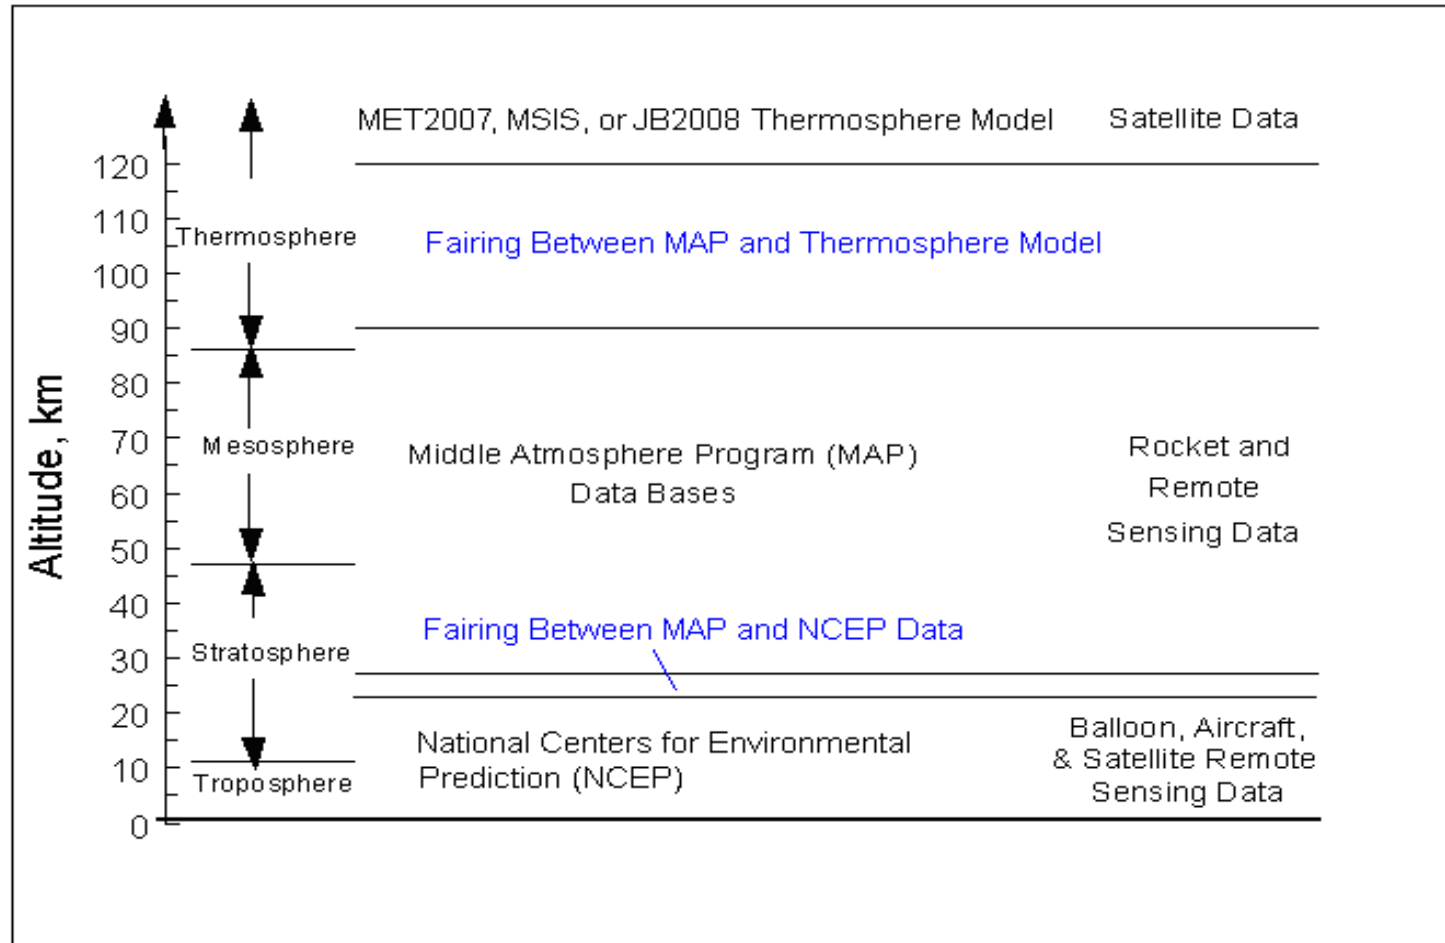 MET2007, MSIS, or JB2008 Thermosphere Model
Satellite Data
120
110
Thermosphere
Fairing Between MAP and Thermosphere Model
100
90
80
Altitude, km
70
Mesosphere
Middle Atmosphere Program (MAP)
Data Bases
Rocket and
Remote
Sensing Data
60
50
40
Fairing Between MAP and NCEP Data
Stratosphere
30
20
National Centers for Environmental
Prediction (NCEP)
Balloon, Aircraft,
& Satellite Remote
Sensing Data
10
Troposphere
0